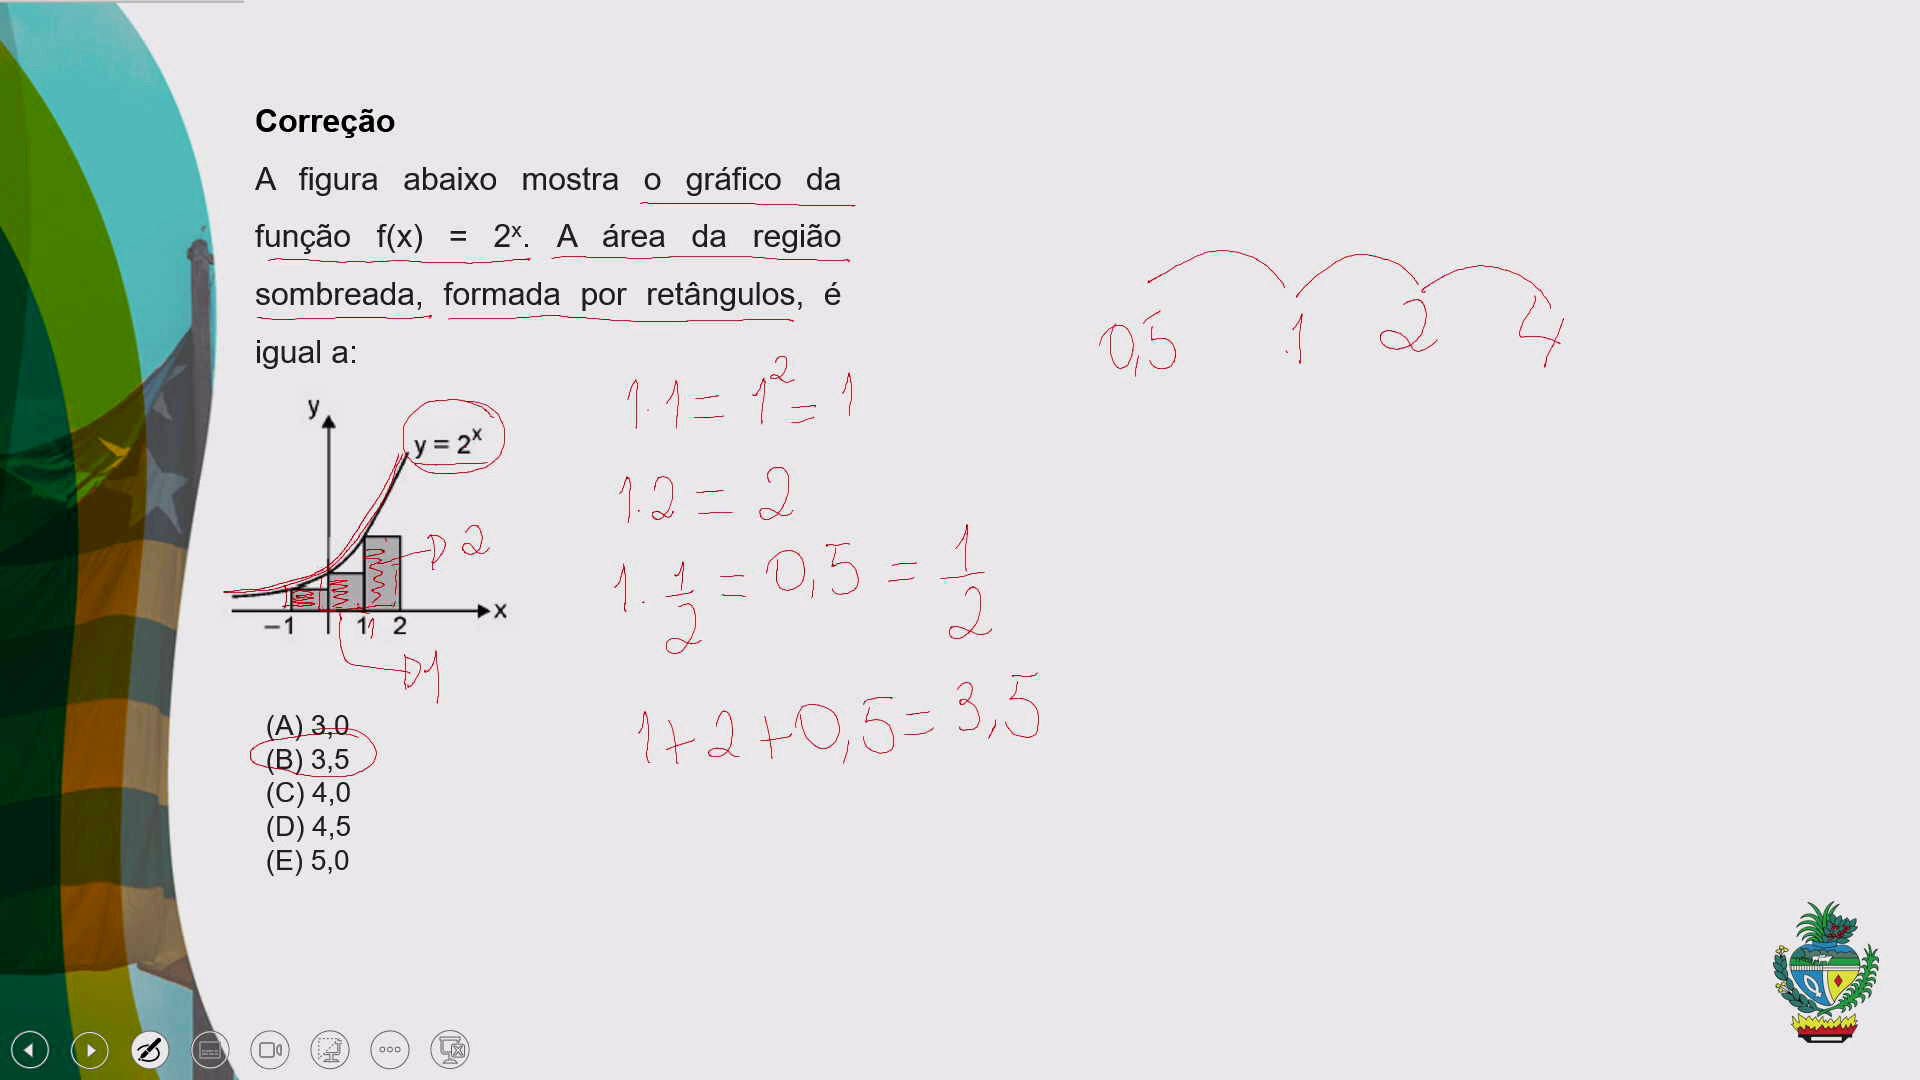 Correção
A figura abaixo mostra o gráfico da
função f(x) = 2ˣ. A área da região
sombreada, formada por retângulos, é
igual a:
0,5 1 2 4
1.1 = 1² = 1
y
y = 2ˣ
1.2 = 2
2
1 . 1/2 = 0,5 = 1/2
x
-1 1 1 2
1
1+2+0,5=3,5
(A) 3,0
(B) 3,5
(C) 4,0
(D) 4,5
(E) 5,0